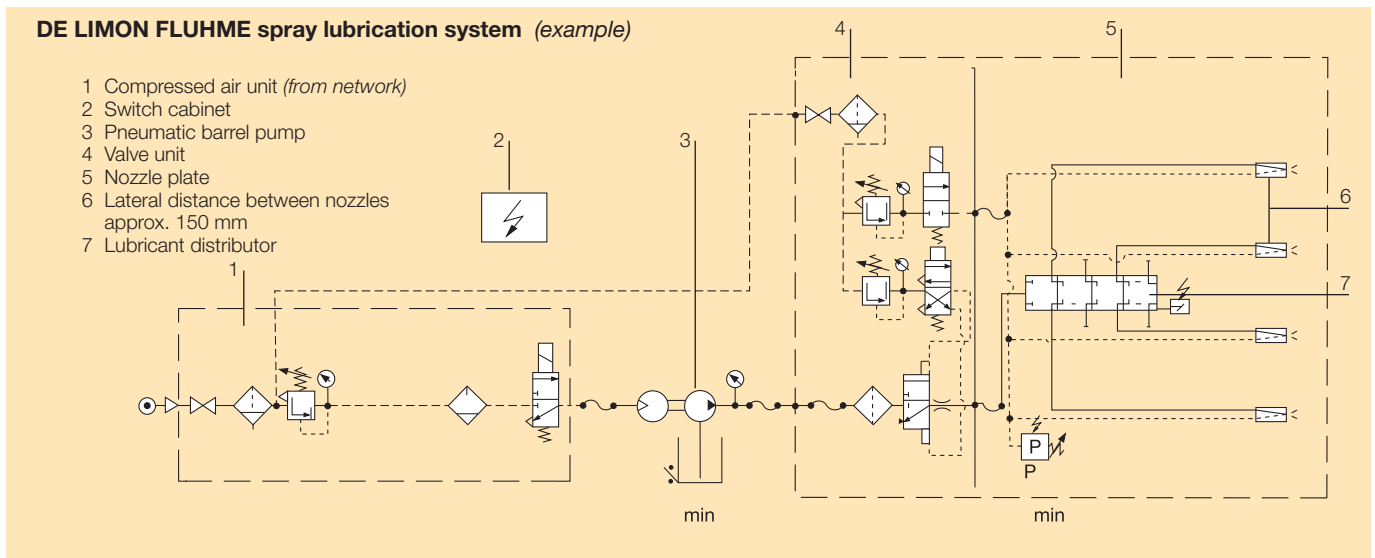 DE LIMON FLUHME spray lubrication system (example)
1 Compressed air unit (from network)
2 Switch cabinet
3 Pneumatic barrel pump
4 Valve unit
5 Nozzle plate
6 Lateral distance between nozzles
approx. 150 mm
7 Lubricant distributor
4
5
2
3
6
1
7
P
P
min
min